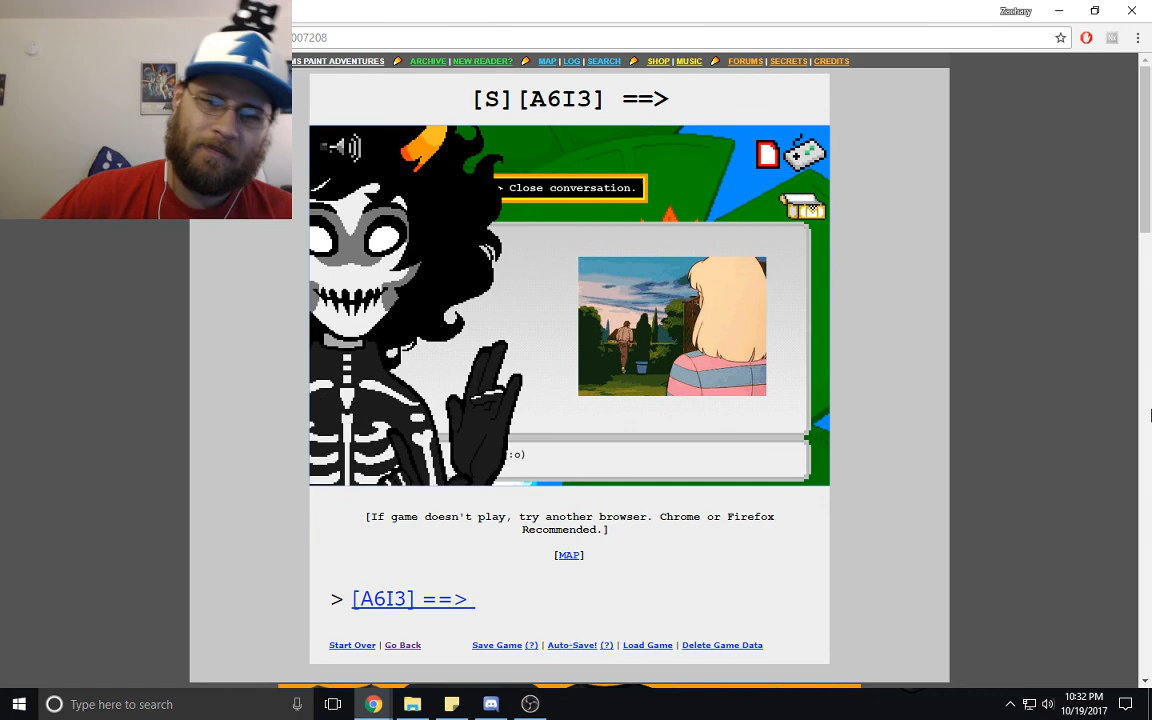 Zachary
007208
MS PAINT ADVENTURES ARCHIVE | NEW READER? MAP | LOG | SEARCH SHOP | MUSIC FORUMS | SECRETS | CREDITS
[S][A6I3] ==>
> Close conversation.
:o)
[If game doesn't play, try another browser. Chrome or Firefox
Recommended.]
[MAP]
> [A6I3] ==>
Start Over | Go Back Save Game (?) | Auto-Save! (?) | Load Game | Delete Game Data
Type here to search
10:32 PM
10/19/2017